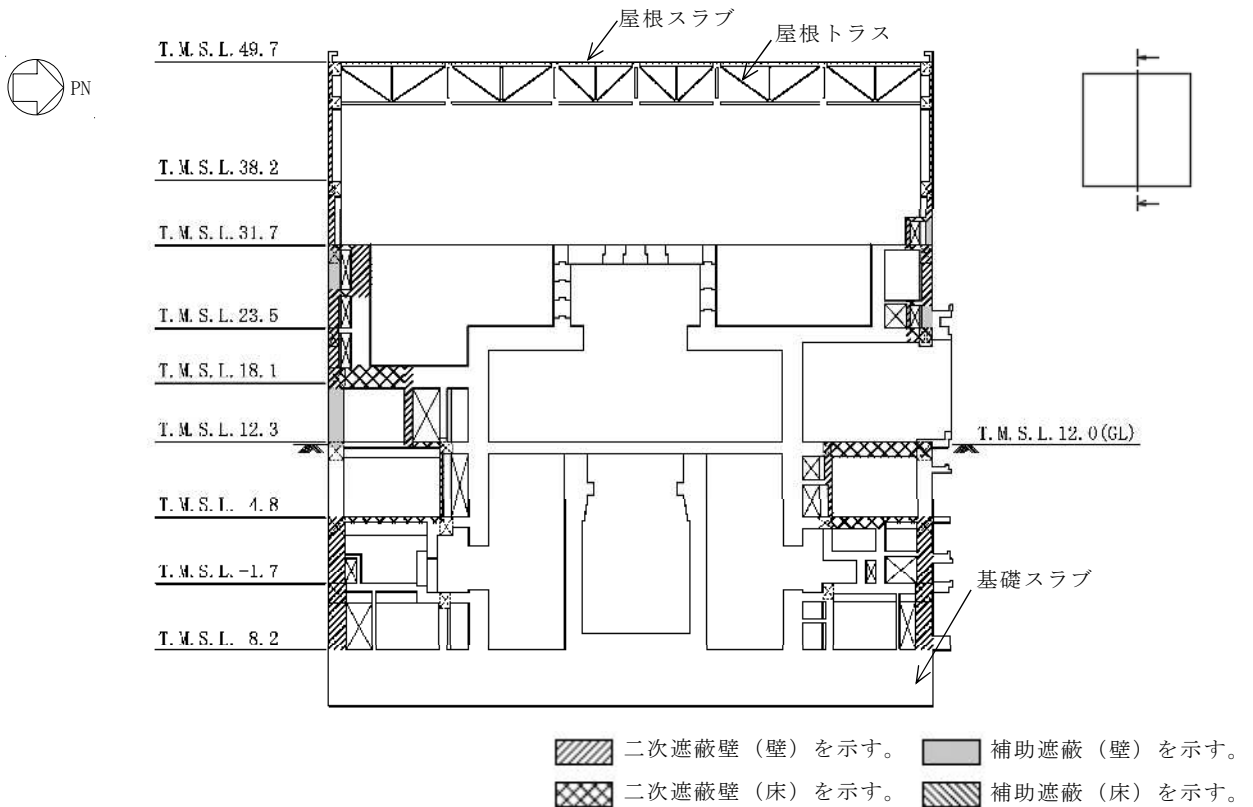 屋根スラブ
屋根トラス
T.M.S.L.49.7
PN
T.M.S.L.38.2
T.M.S.L.31.7
T.M.S.L.23.5
T.M.S.L.18.1
T.M.S.L.12.3
T.M.S.L.12.0(GL)
T.M.S.L. 4.8
T.M.S.L.-1.7
基礎スラブ
T.M.S.L. 8.2
二次遮蔽壁（壁）を示す。
補助遮蔽（壁）を示す。
二次遮蔽壁（床）を示す。
補助遮蔽（床）を示す。